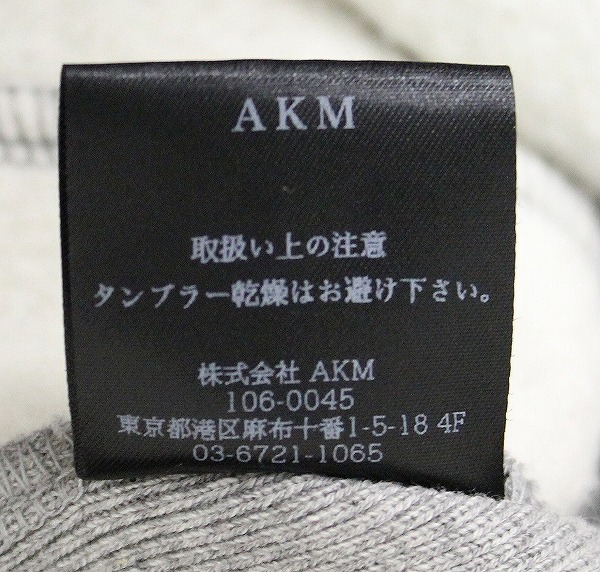 AKM
取扱い上の注意
タンブラー乾燥はお避け下さい。
株式会社 AKM
106-0045
東京都港区麻布十番1-5-18 4F
03-6721-1065